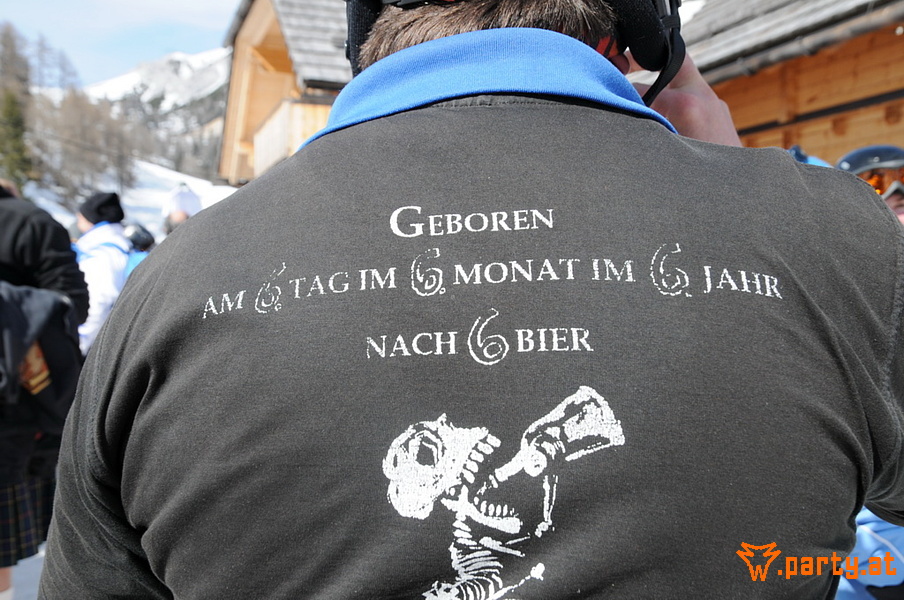 GEBOREN
AM 6. TAG IM 6. MONAT IM 6. JAHR
NACH 6 BIER
.party.at